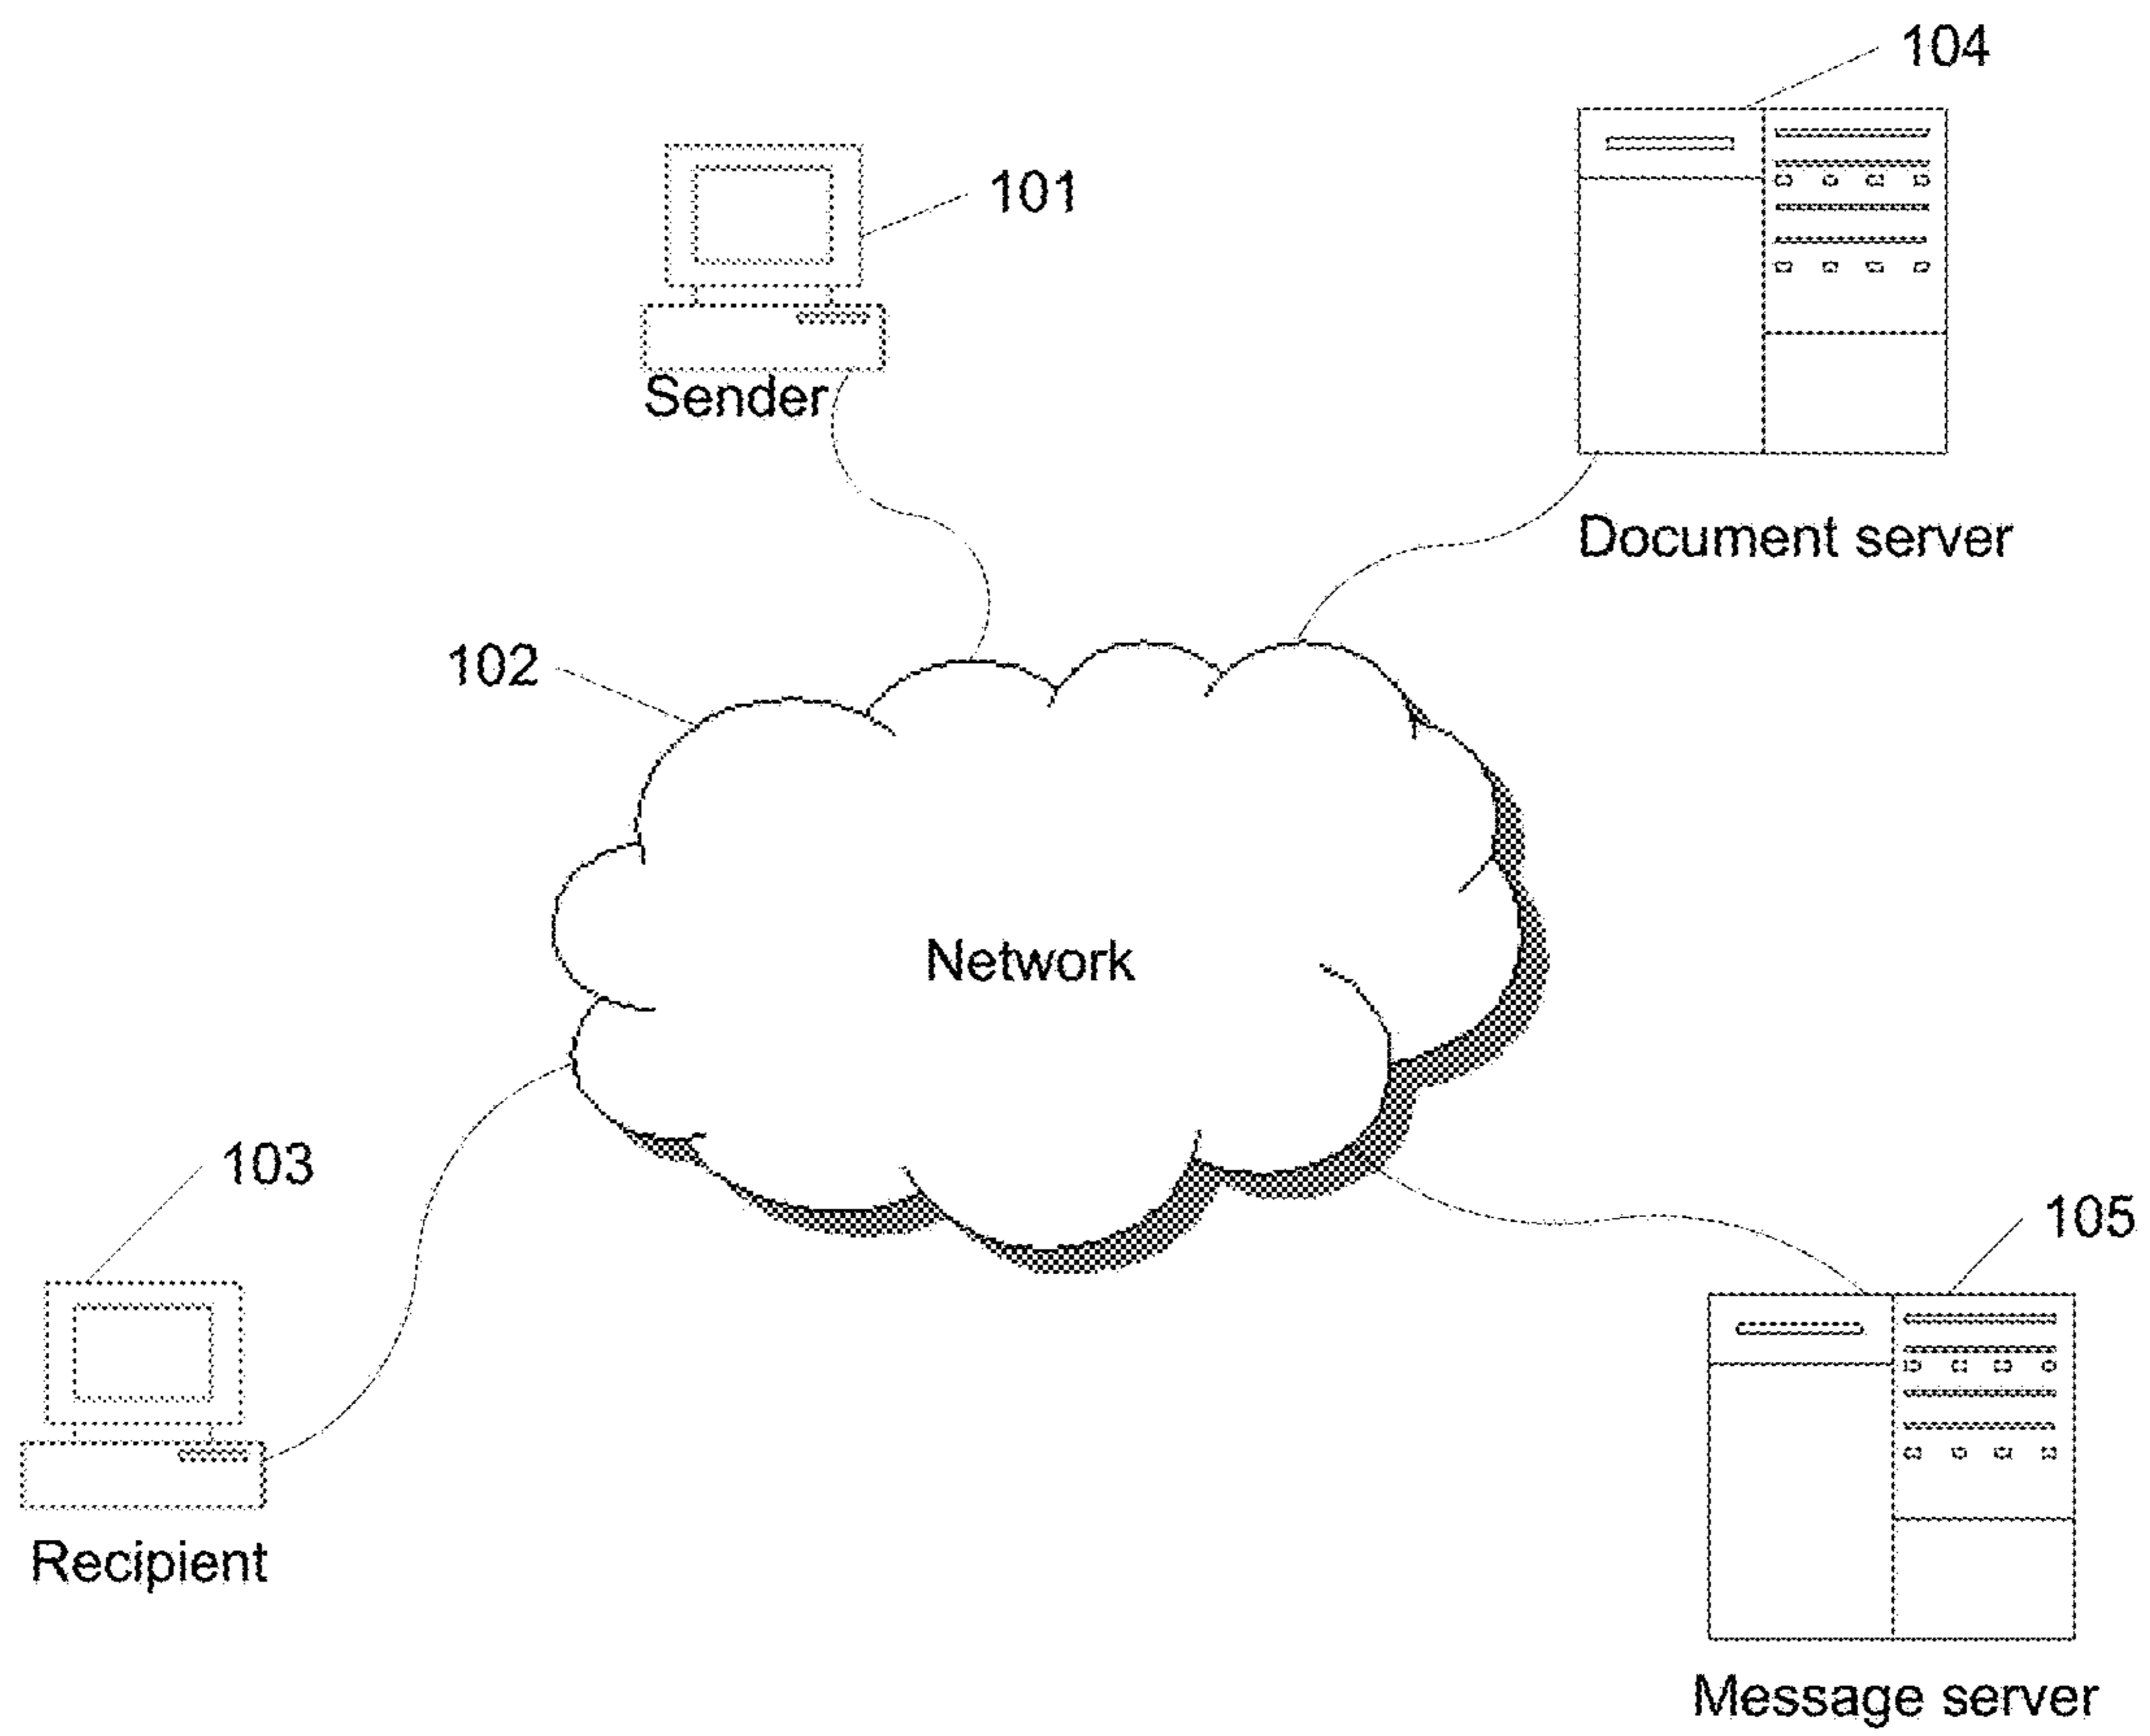 104
101
Sender
Document server
102
Network
103
105
Recipient
Message server